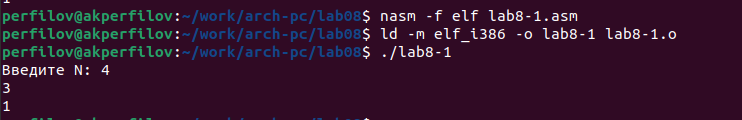 perfilov@akperfilov:~/work/arch-pc/lab08$ nasm -f elf lab8-1.asm
perfilov@akperfilov:~/work/arch-pc/lab08$ ld -m elf_i386 -o lab8-1 lab8-1.o
perfilov@akperfilov:~/work/arch-pc/lab08$ ./lab8-1
Введите N: 4
3
1